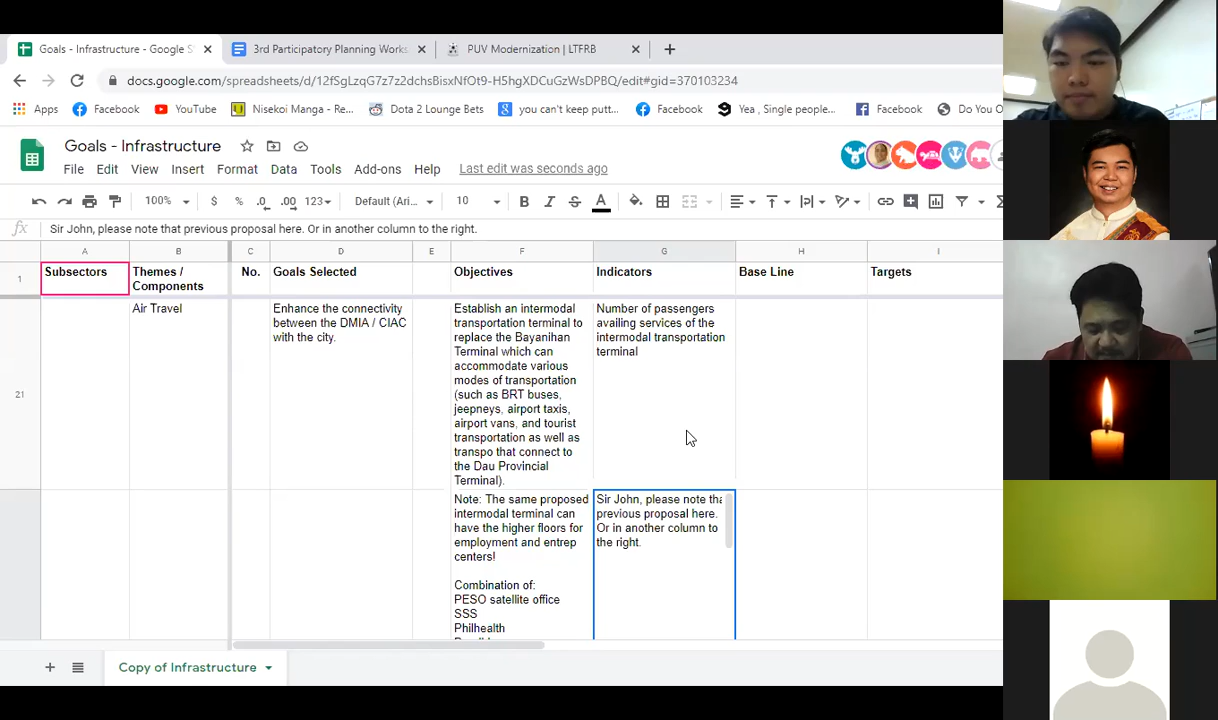 Goals - Infrastructure - Google S
3rd Participatory Planning Works
PUV Modernization | LTFRB
docs.google.com/spreadsheets/d/12fSgLzqG7z7z2dchsBisxNfOt9-H5hgXDCuGzWsDPBQ/edit#gid=370103234
Apps
Facebook
YouTube
Nisekoi Manga - Re...
Dota 2 Lounge Bets
you can't keep putt...
Facebook
Yea , Single people...
Facebook
Do You O
Goals - Infrastructure
File Edit View Insert Format Data Tools Add-ons Help Last edit was seconds ago
100% $ % .0 .00 123 Default (Ari... 10 B I S A
fx Sir John, please note that previous proposal here. Or in another column to the right.
A B C D E F G H I
1 Subsectors Themes / Components No. Goals Selected Objectives Indicators Base Line Targets
21
Air Travel
Enhance the connectivity
between the DMIA / CIAC
with the city.
Establish an intermodal
transportation terminal to
replace the Bayanihan
Terminal which can
accommodate various
modes of transportation
(such as BRT buses,
jeepneys, airport taxis,
airport vans, and tourist
transportation as well as
transpo that connect to
the Dau Provincial
Terminal).
Number of passengers
availing services of the
intermodal transportation
terminal
Note: The same proposed
intermodal terminal can
have the higher floors for
employment and entrep
centers!
Combination of:
PESO satellite office
SSS
Philhealth
Sir John, please note tha
previous proposal here.
Or in another column to
the right.
Copy of Infrastructure